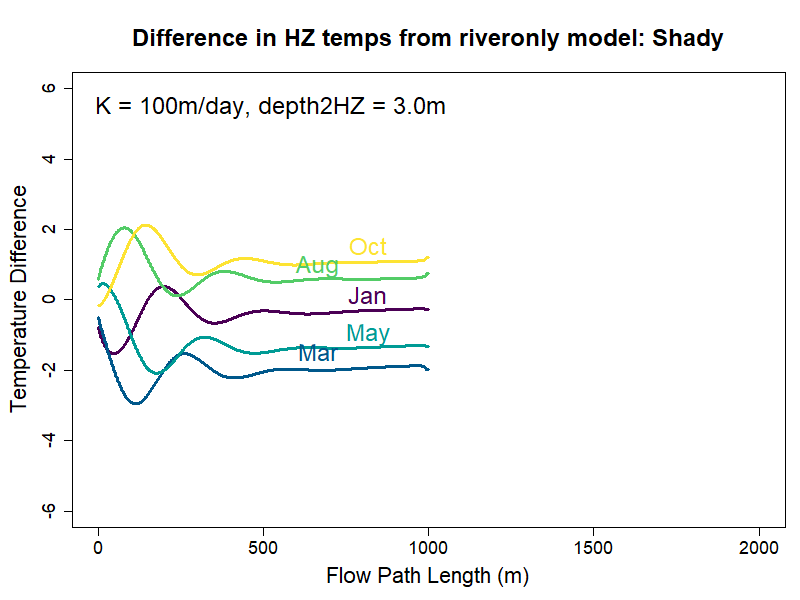 Difference in HZ temps from riveronly model: Shady
K = 100m/day, depth2HZ = 3.0m
Temperature Difference
6
4
2
0
-2
-4
-6
Oct
Aug
Jan
May
Mar
0 500 1000 1500 2000
Flow Path Length (m)